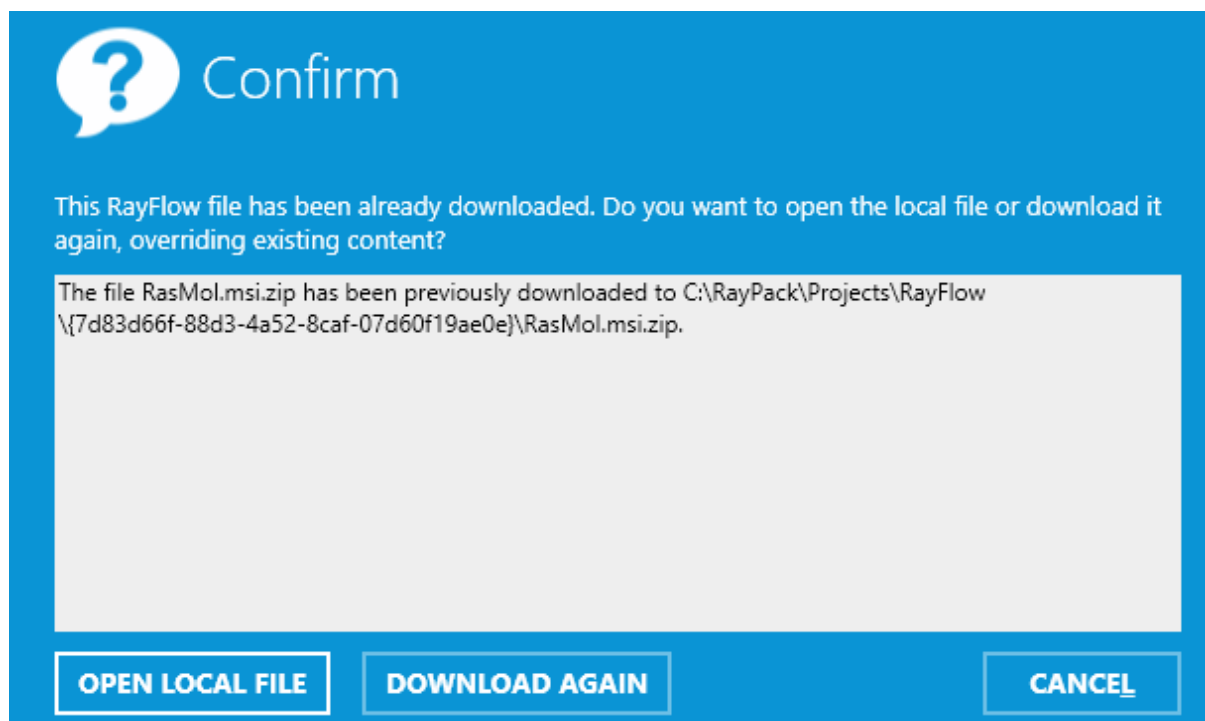 Confirm
This RayFlow file has been already downloaded. Do you want to open the local file or download it
again, overriding existing content?
The file RasMol.msi.zip has been previously downloaded to C:\RayPack\Projects\RayFlow
\{7d83d66f-88d3-4a52-8caf-07d60f19ae0e}\RasMol.msi.zip.
OPEN LOCAL FILE DOWNLOAD AGAIN CANCEL